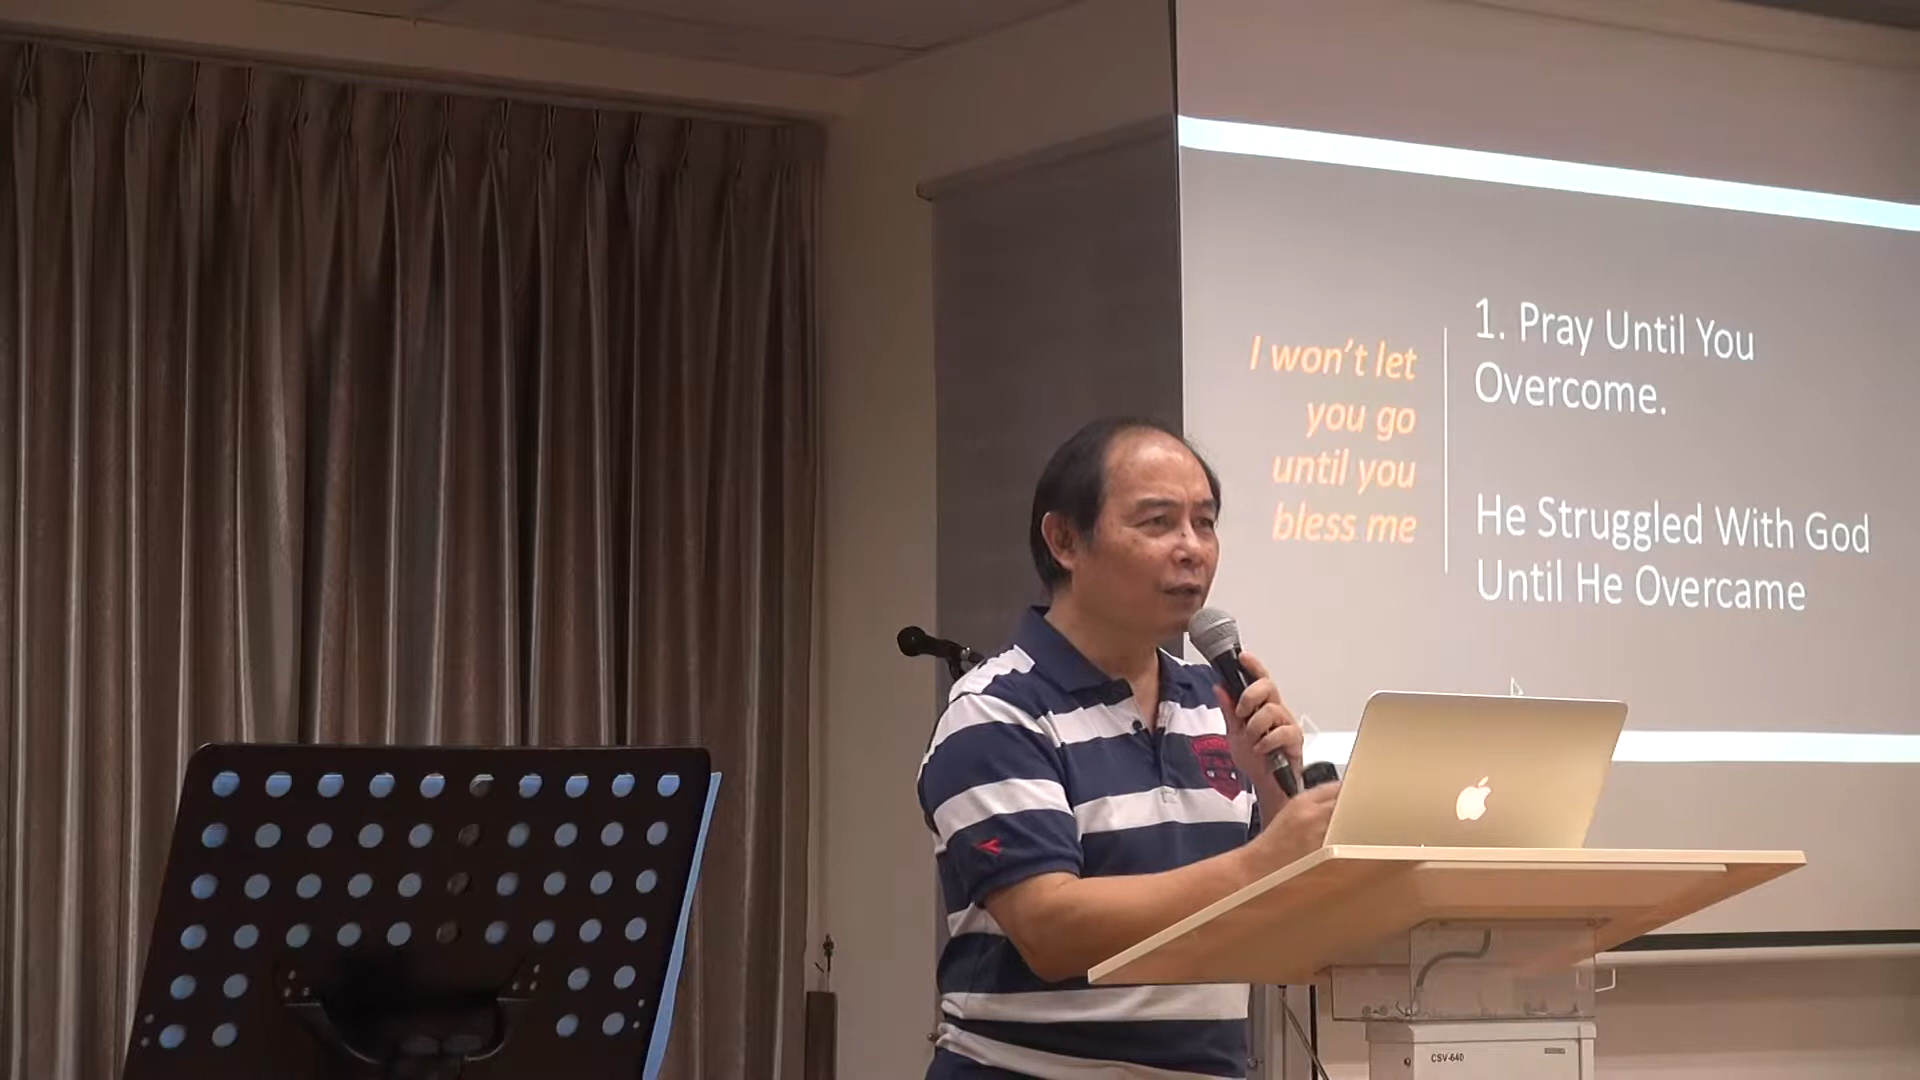 I won't let
you go
until you
bless me
1. Pray Until You
Overcome.
He Struggled With God
Until He Overcame
CSV-640